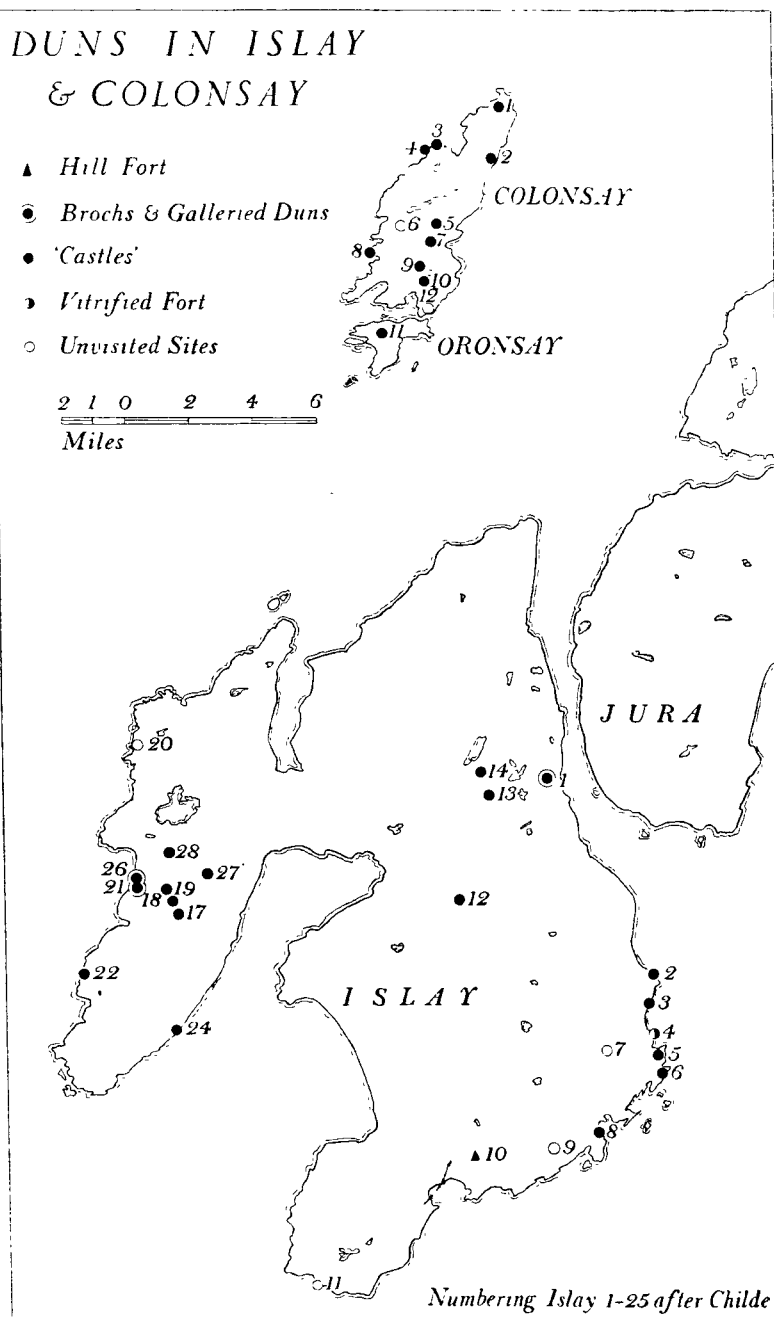 DUNS IN ISLAY
& COLONSAY
Hill Fort
Brochs & Galleried Duns
'Castles'
Vitrified Fort
Unvisited Sites
2 1 0 2 4 6
Miles
1
3
4
2
COLONSAY
6 5
7
8
9
10
12
11
ORONSAY
JURA
20
14
1
13
28
26 27
21 19
18
17
12
22
2
ISLAY
3
24
4
7
5
6
8
10 9
11
Numbering Islay 1-25 after Childe